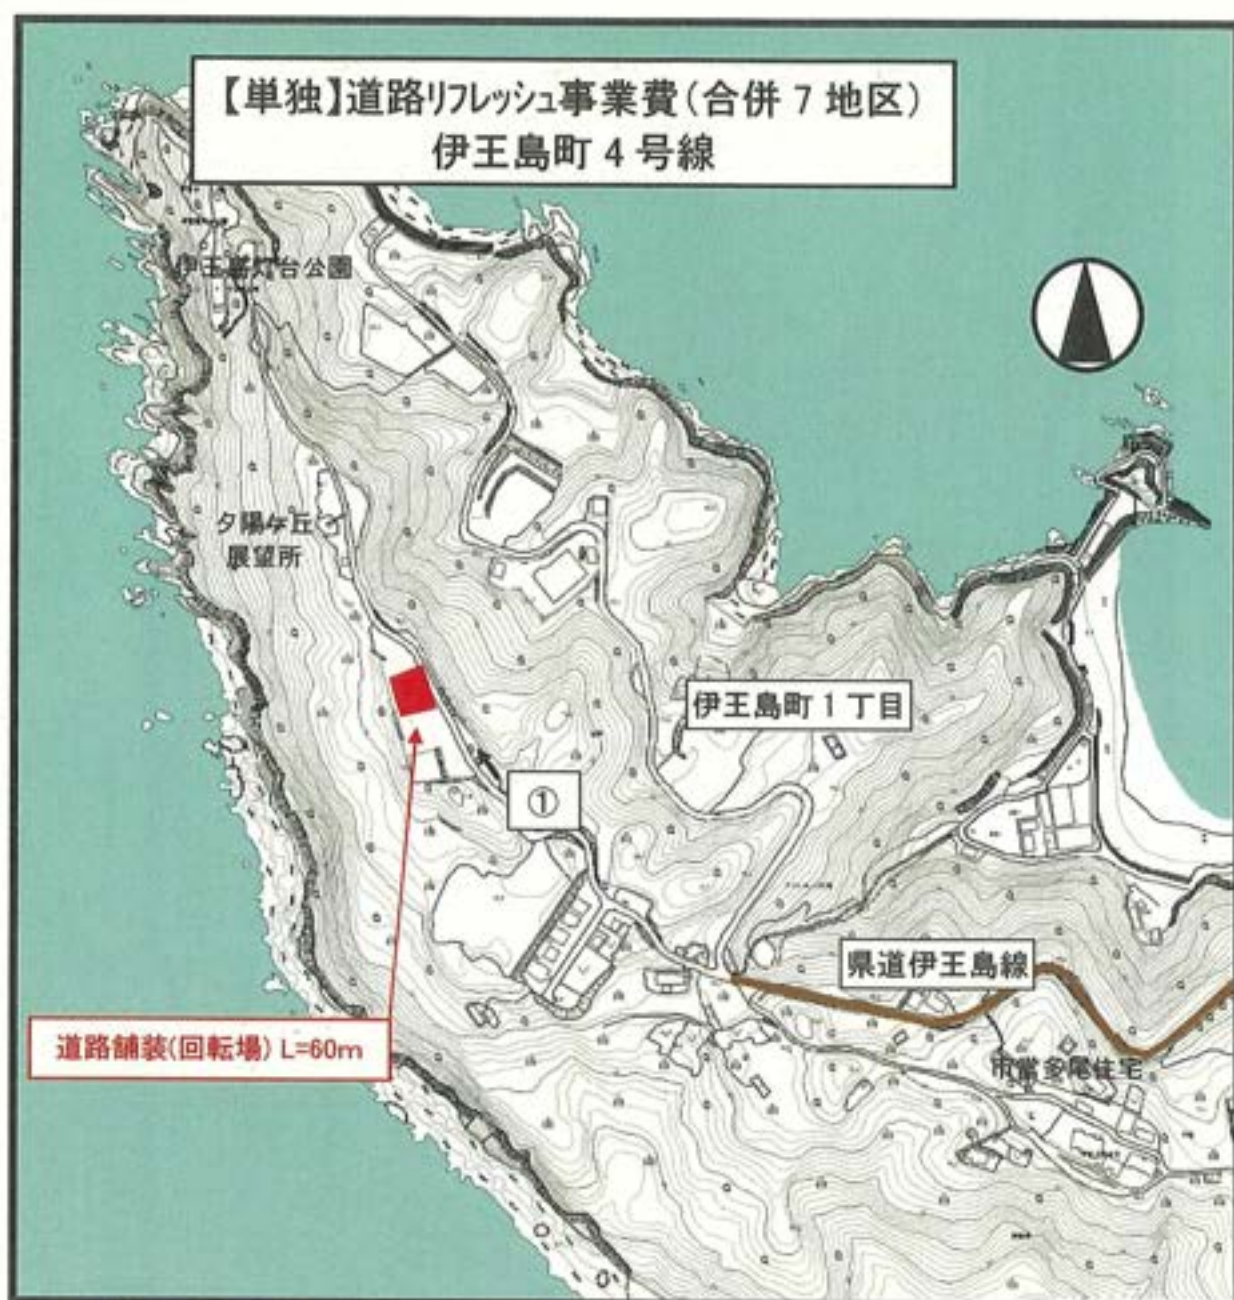 【単独】道路リフレッシュ事業費(合併 7 地区)
伊王島町 4 号線
伊王島灯台公園
夕陽ケ丘
展望所
伊王島町 1 丁目
①
県道伊王島線
道路舗装(回転場) L=60m
市営多尾住宅